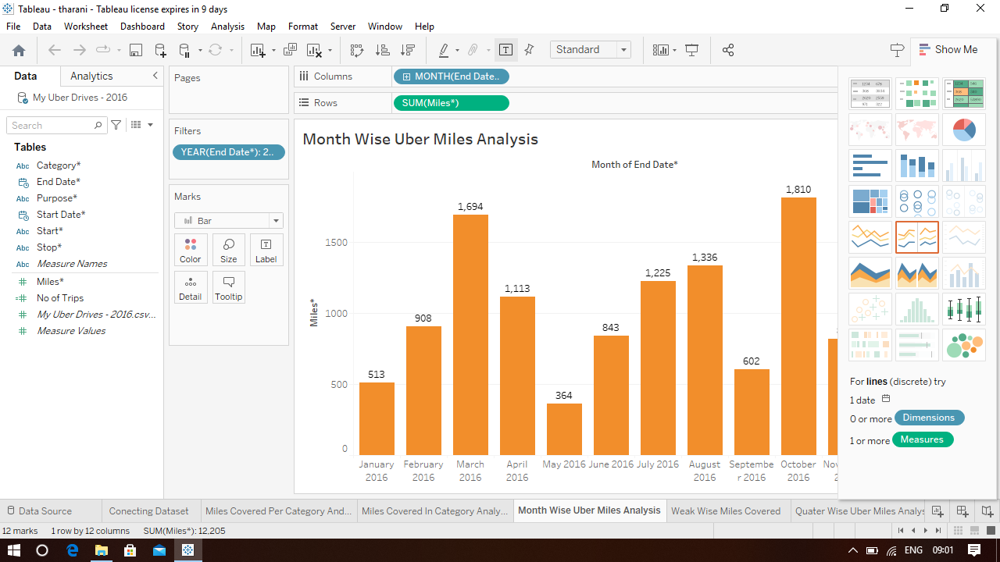 Tableau - tharani - Tableau license expires in 9 days
File Data Worksheet Dashboard Story Analysis Map Format Server Window Help
Standard
Show Me
Data Analytics
My Uber Drives - 2016
Search
Tables
Abc Category*
End Date*
Abc Purpose*
Start Date*
Abc Start*
Abc Stop*
Abc Measure Names
Miles*
No of Trips
My Uber Drives - 2016.csv...
Measure Values
Pages
Filters
YEAR(End Date*): 2..
Marks
Bar
Color Size Label
Detail Tooltip
Columns MONTH(End Date..
Rows SUM(Miles*)
Month Wise Uber Miles Analysis
Month of End Date*
Miles*
1500
1000
500
0
513
908
1,694
1,113
364
843
1,225
1,336
602
1,810
January 2016
February 2016
March 2016
April 2016
May 2016
June 2016
July 2016
August 2016
Septembe r 2016
October 2016
For lines (discrete) try
1 date
0 or more Dimensions
1 or more Measures
Data Source Conecting Dataset Miles Covered Per Category And... Miles Covered In Category Analy... Month Wise Uber Miles Analysis Weak Wise Miles Covered Quater Wise Uber Miles Analys
12 marks 1 row by 12 columns SUM(Miles*): 12,205
ENG 09:01